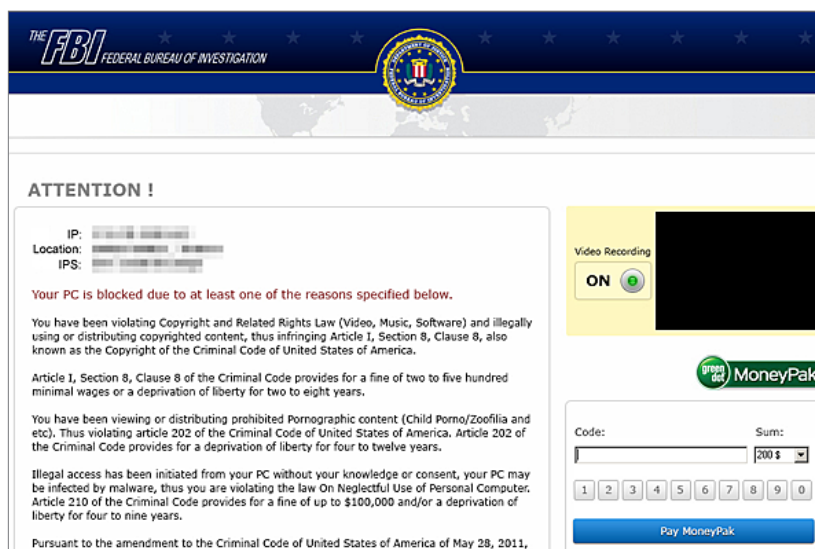 THE FBI FEDERAL BUREAU OF INVESTIGATION
ATTENTION !
IP:
Location:
IPS:
Your PC is blocked due to at least one of the reasons specified below.
You have been violating Copyright and Related Rights Law (Video, Music, Software) and illegally
using or distributing copyrighted content, thus infringing Article I, Section 8, Clause 8, also
known as the Copyright of the Criminal Code of United States of America.
Article I, Section 8, Clause 8 of the Criminal Code provides for a fine of two to five hundred
minimal wages or a deprivation of liberty for two to eight years.
You have been viewing or distributing prohibited Pornographic content (Child Porno/Zoofilia and
etc). Thus violating article 202 of the Criminal Code of United States of America. Article 202 of
the Criminal Code provides for a deprivation of liberty for four to twelve years.
Illegal access has been initiated from your PC without your knowledge or consent, your PC may
be infected by malware, thus you are violating the law On Neglectful Use of Personal Computer.
Article 210 of the Criminal Code provides for a fine of up to $100,000 and/or a deprivation of
liberty for four to nine years.
Pursuant to the amendment to the Criminal Code of United States of America of May 28, 2011,
Video Recording
ON
green dot MoneyPak
Code: Sum:
200 $
1 2 3 4 5 6 7 8 9 0
Pay MoneyPak